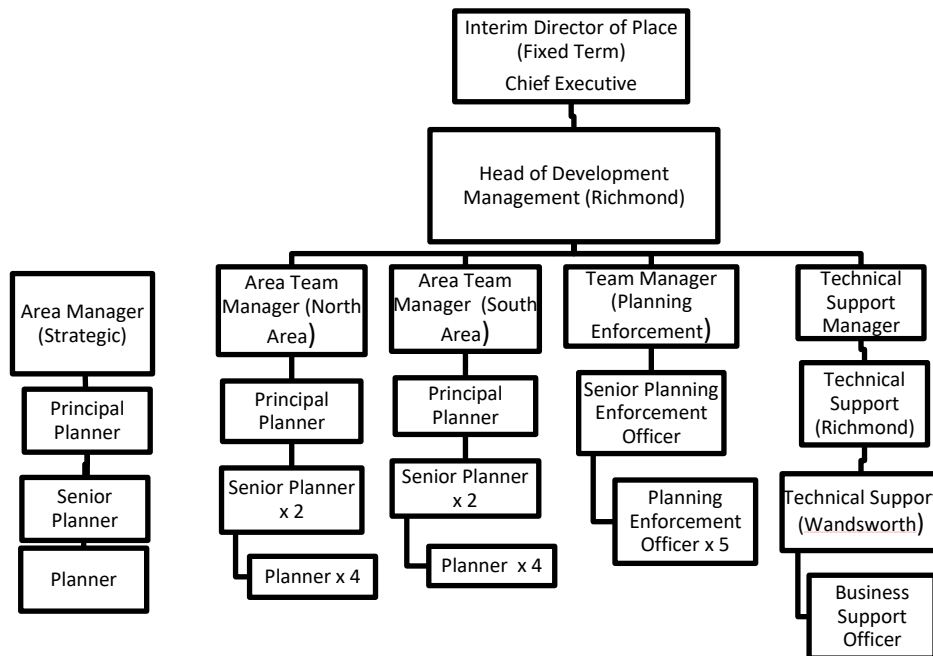 Interim Director of Place
(Fixed Term)
Chief Executive
Head of Development
Management (Richmond)
Area Manager
(Strategic)
Principal
Planner
Senior
Planner
Planner
Area Team
Manager (North
Area)
Principal
Planner
Senior Planner
x 2
Planner x 4
Area Team
Manager (South
Area)
Principal
Planner
Senior Planner
x 2
Planner x 4
Team Manager
(Planning
Enforcement)
Senior Planning
Enforcement
Officer
Planning
Enforcement
Officer x 5
Technical
Support
Manager
Technical
Support
(Richmond)
Technical Support
(Wandsworth)
Business
Support
Officer